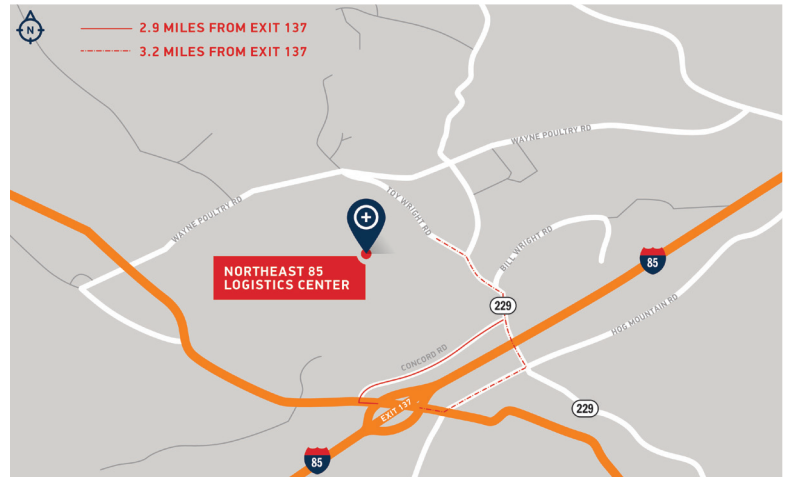 N
2.9 MILES FROM EXIT 137
3.2 MILES FROM EXIT 137
WAYNE POULTRY RD
WAYNE POULTRY RD
TOY WRIGHT RD
BILL WRIGHT RD
85
NORTHEAST 85
LOGISTICS CENTER
229
HOG MOUNTAIN RD
CONCORD RD
EXIT 137
229
85